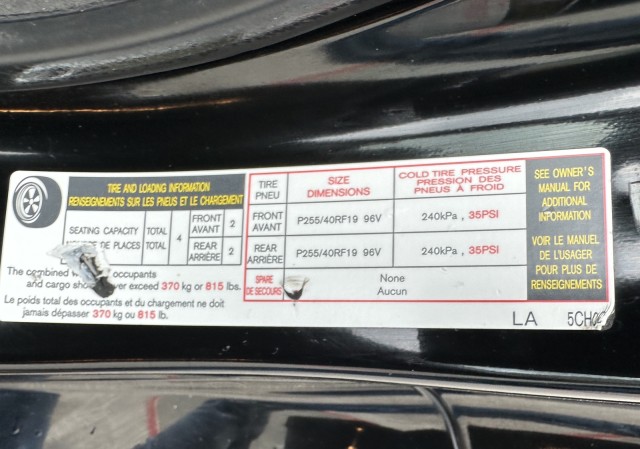 TIRE AND LOADING INFORMATION
RENSEIGNEMENTS SUR LES PNEUS ET LE CHARGEMENT
SEATING CAPACITY TOTAL 4 FRONT AVANT 2
DE PLACES TOTAL REAR ARRIÈRE 2
The combined occupants
and cargo exceed 370 kg or 815 lbs.
Le poids total des occupants et du chargement ne doit
jamais dépasser 370 kg ou 815 lb.
TIRE PNEU
SIZE
DIMENSIONS
COLD TIRE PRESSURE
PRESSION DES
PNEUS À FROID
FRONT AVANT P255/40RF19 96V 240kPa , 35PSI
REAR ARRIÈRE P255/40RF19 96V 240kPa , 35PSI
SPARE
DE SECOURS
None
Aucun
SEE OWNER'S
MANUAL FOR
ADDITIONAL
INFORMATION
VOIR LE MANUEL
DE L'USAGER
POUR PLUS DE
RENSEIGNEMENTS
LA